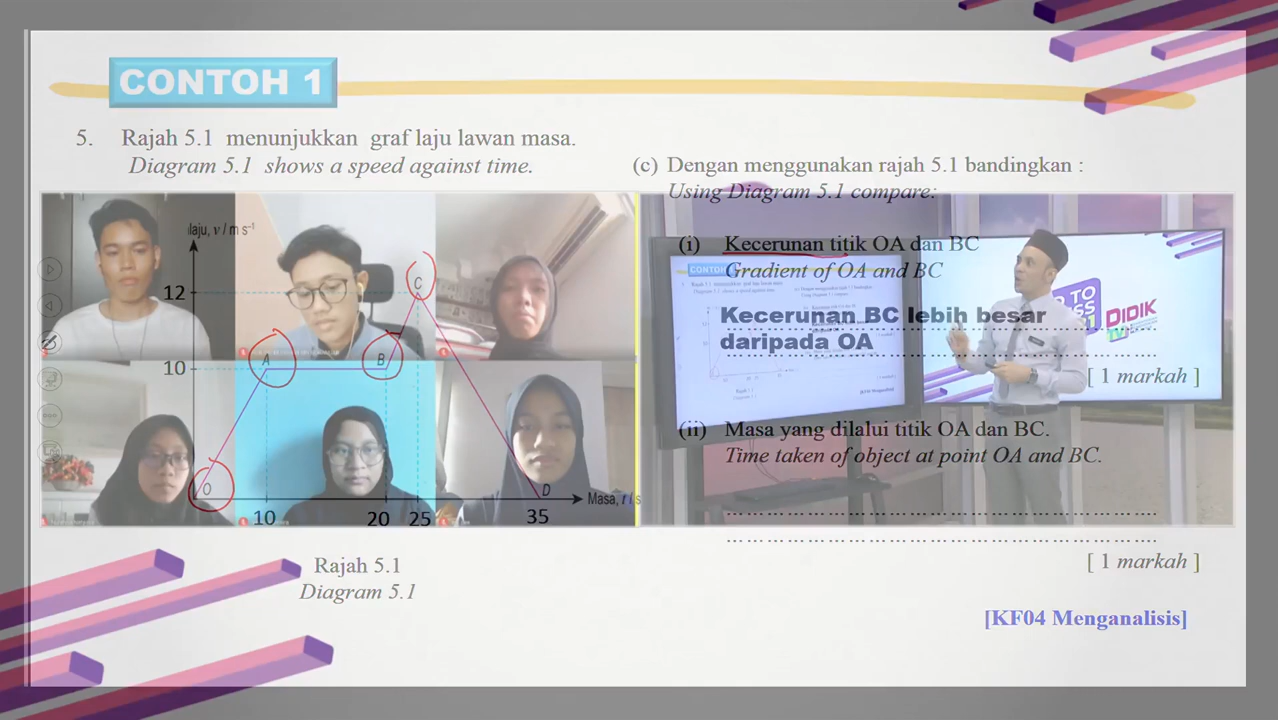 CONTOH 1
5. Rajah 5.1 menunjukkan graf laju lawan masa.
Diagram 5.1 shows a speed against time.
laju, v / m s⁻¹
12
10
A
B
C
O
D
Masa, t / s
10
20
25
35
Rajah 5.1
Diagram 5.1
(c) Dengan menggunakan rajah 5.1 bandingkan :
Using Diagram 5.1 compare:
(i) Kecerunan titik OA dan BC
Gradient of OA and BC
Kecerunan BC lebih besar
daripada OA
[ 1 markah ]
(ii) Masa yang dilalui titik OA dan BC.
Time taken of object at point OA and BC.
[ 1 markah ]
[KF04 Menganalisis]
CONTOH
DIDIK